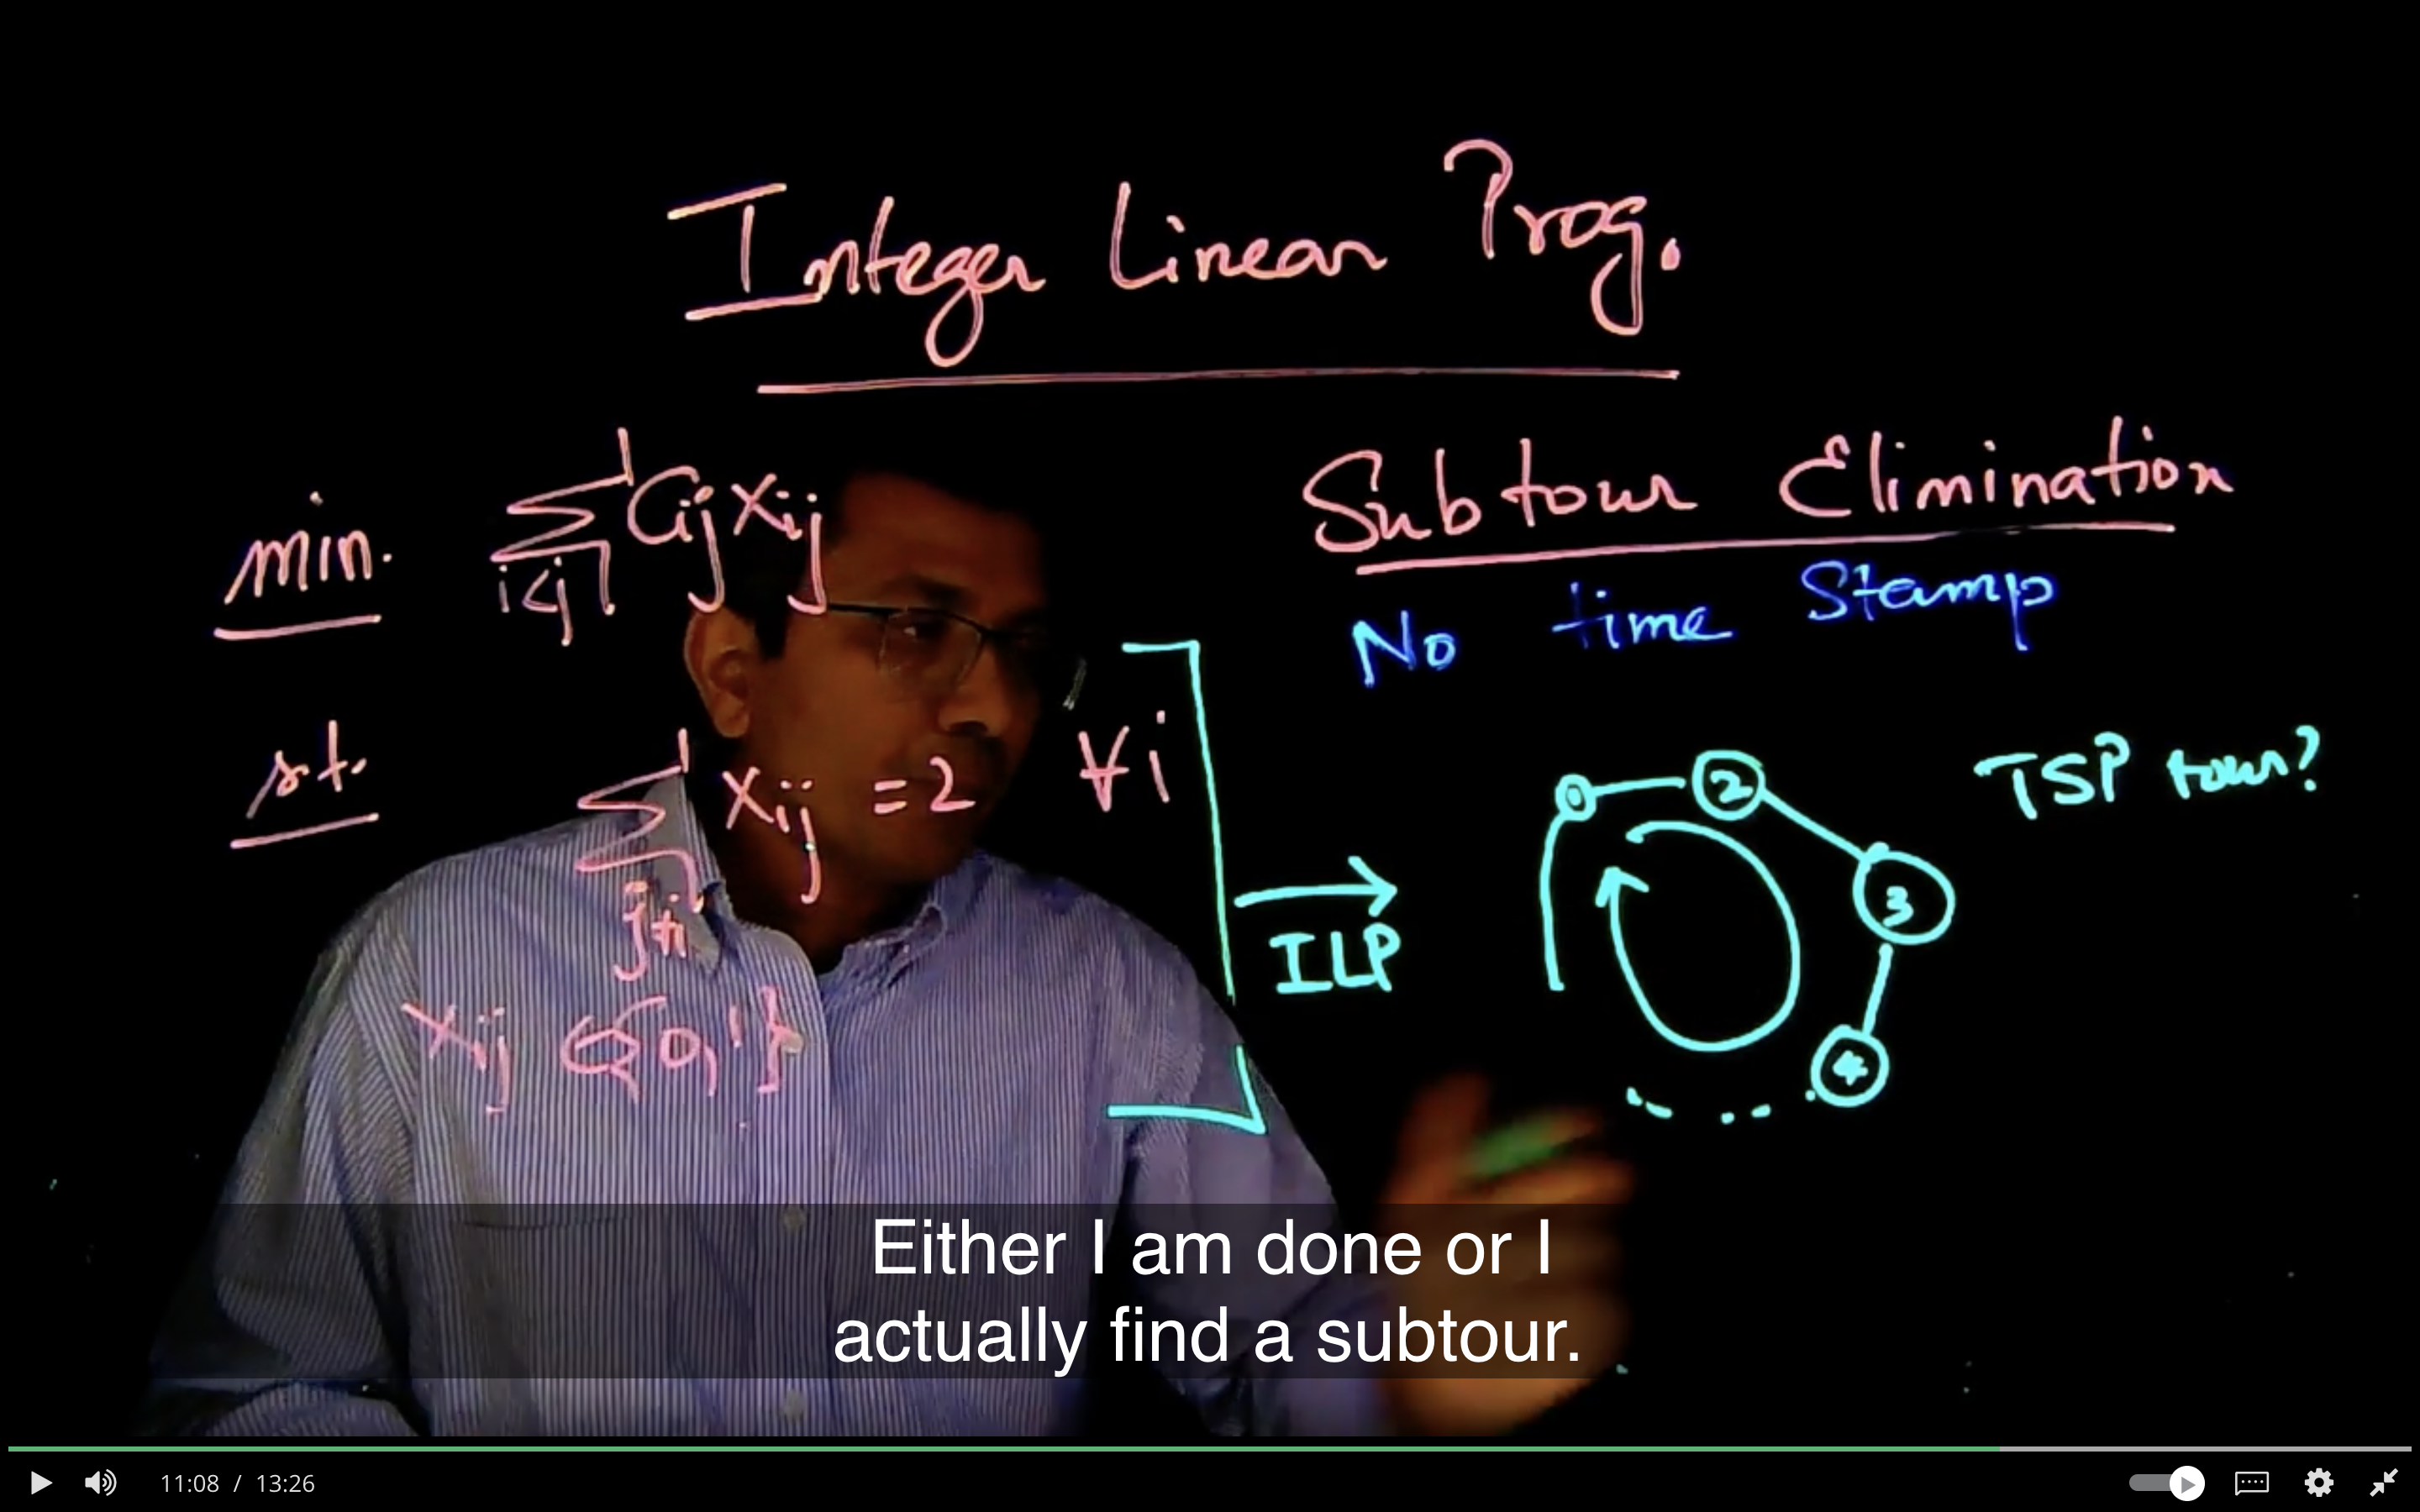 Integer Linear Prog.
min. ∑ Cij xij
i<j
Subtour Elimination
No time Stamp
s.t. ∑ xij =2 ∀i
j≠i
xij ∈{0,1}
ILP
TSP tour?
2
3
4
Either I am done or I
actually find a subtour.
11:08 / 13:26